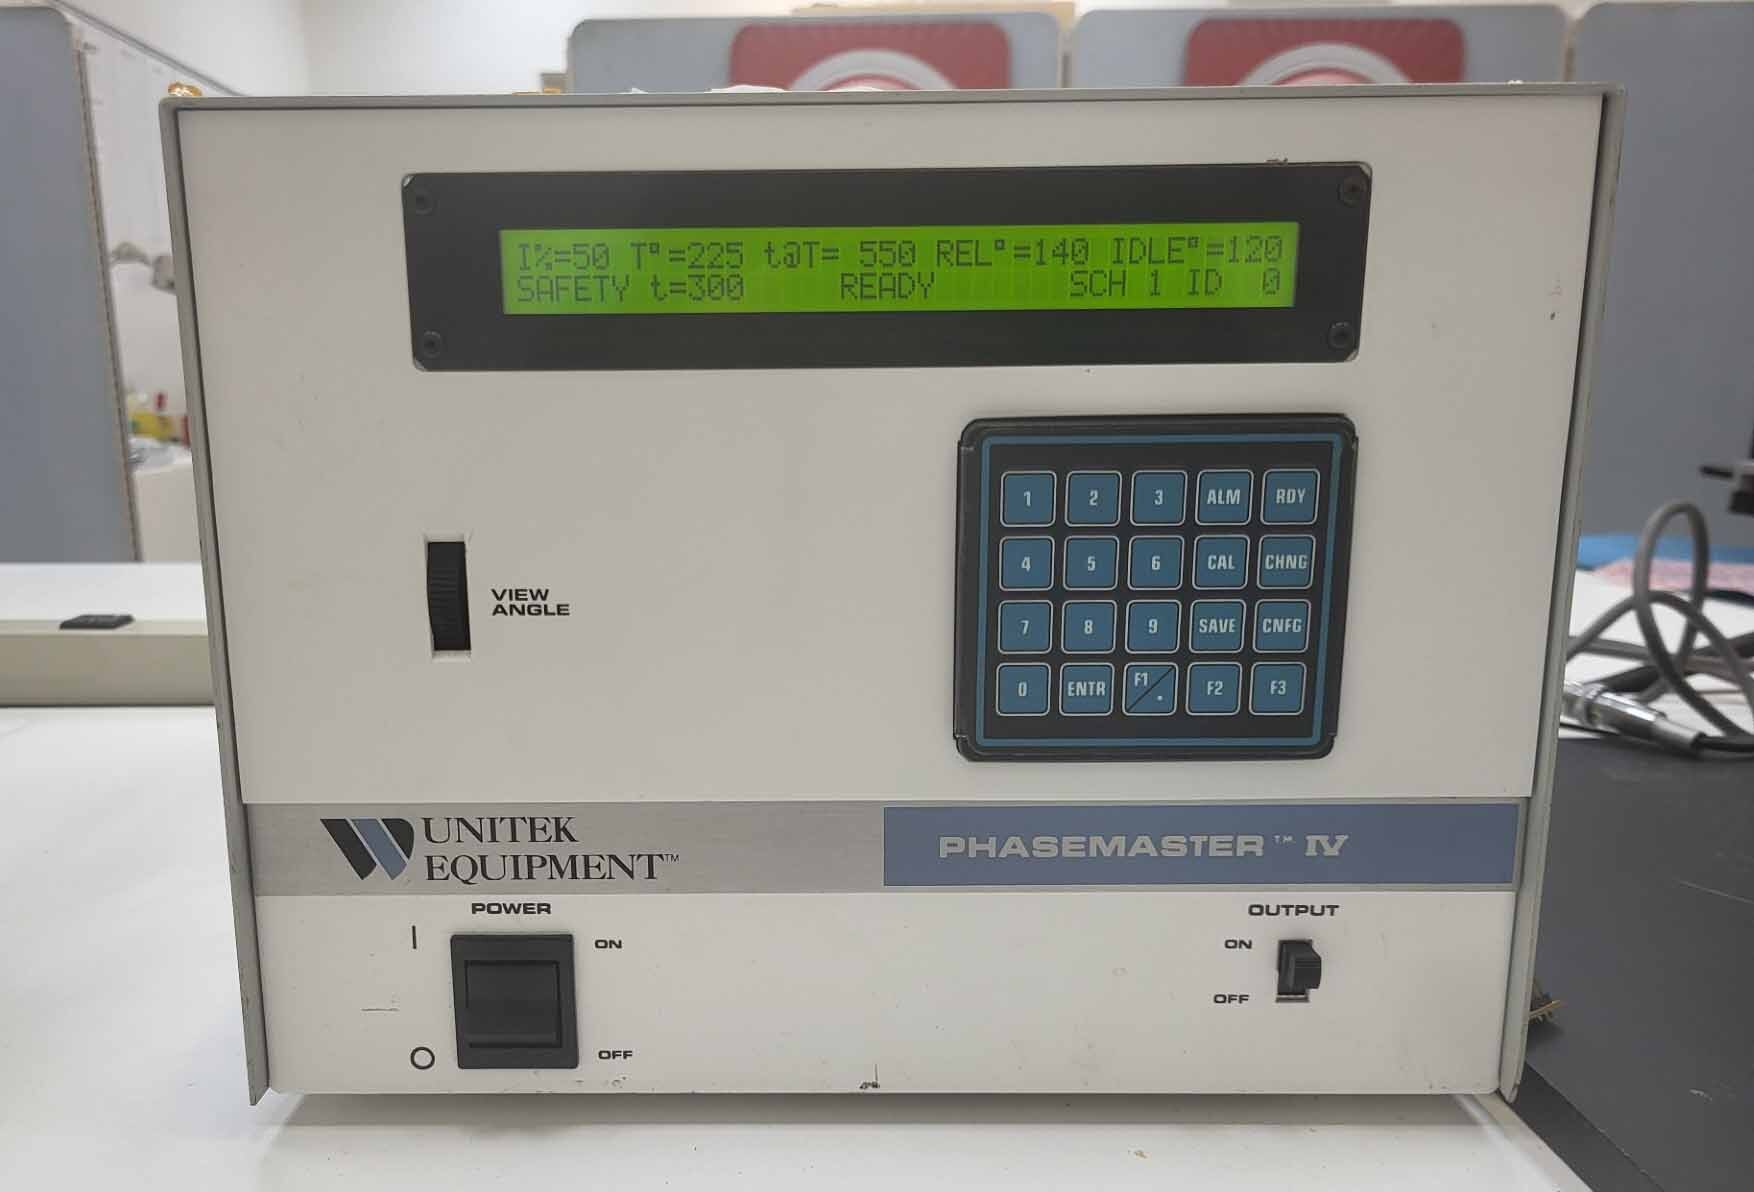 I%=50 T°=225 t@T= 550 REL°=140 IDLE°=120
SAFETY t=300 READY SCH 1 ID 0
1 2 3 ALM RDY
4 5 6 CAL CHNG
7 8 9 SAVE CNFG
0 ENTR F1 . F2 F3
VIEW
ANGLE
UNITEK
EQUIPMENT™
PHASEMASTER™ IV
POWER
| ON
O OFF
OUTPUT
ON
OFF